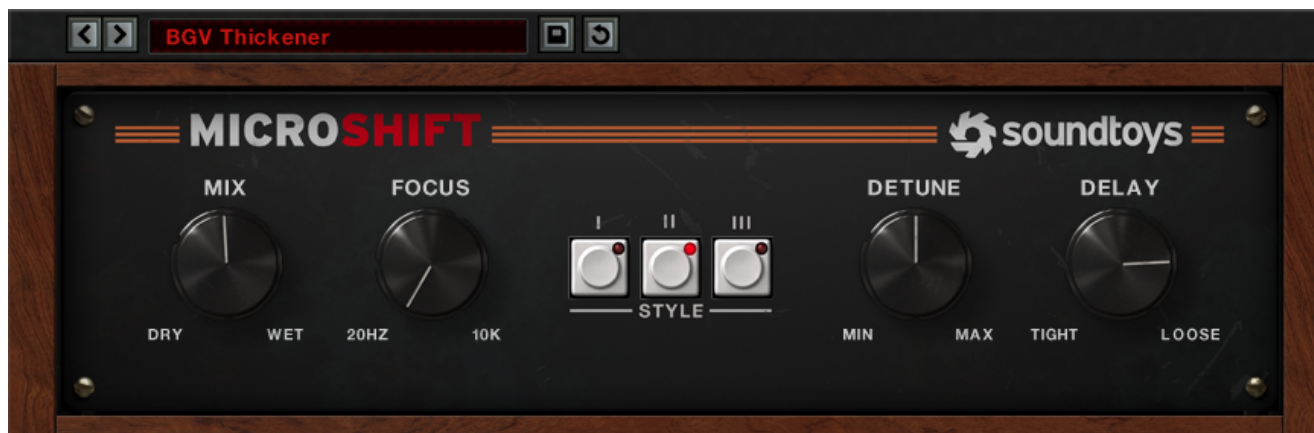 BGV Thickener
MICROSHIFT
soundtoys
MIX
FOCUS
DETUNE
DELAY
I
II
III
STYLE
DRY
WET
20HZ
10K
MIN
MAX
TIGHT
LOOSE